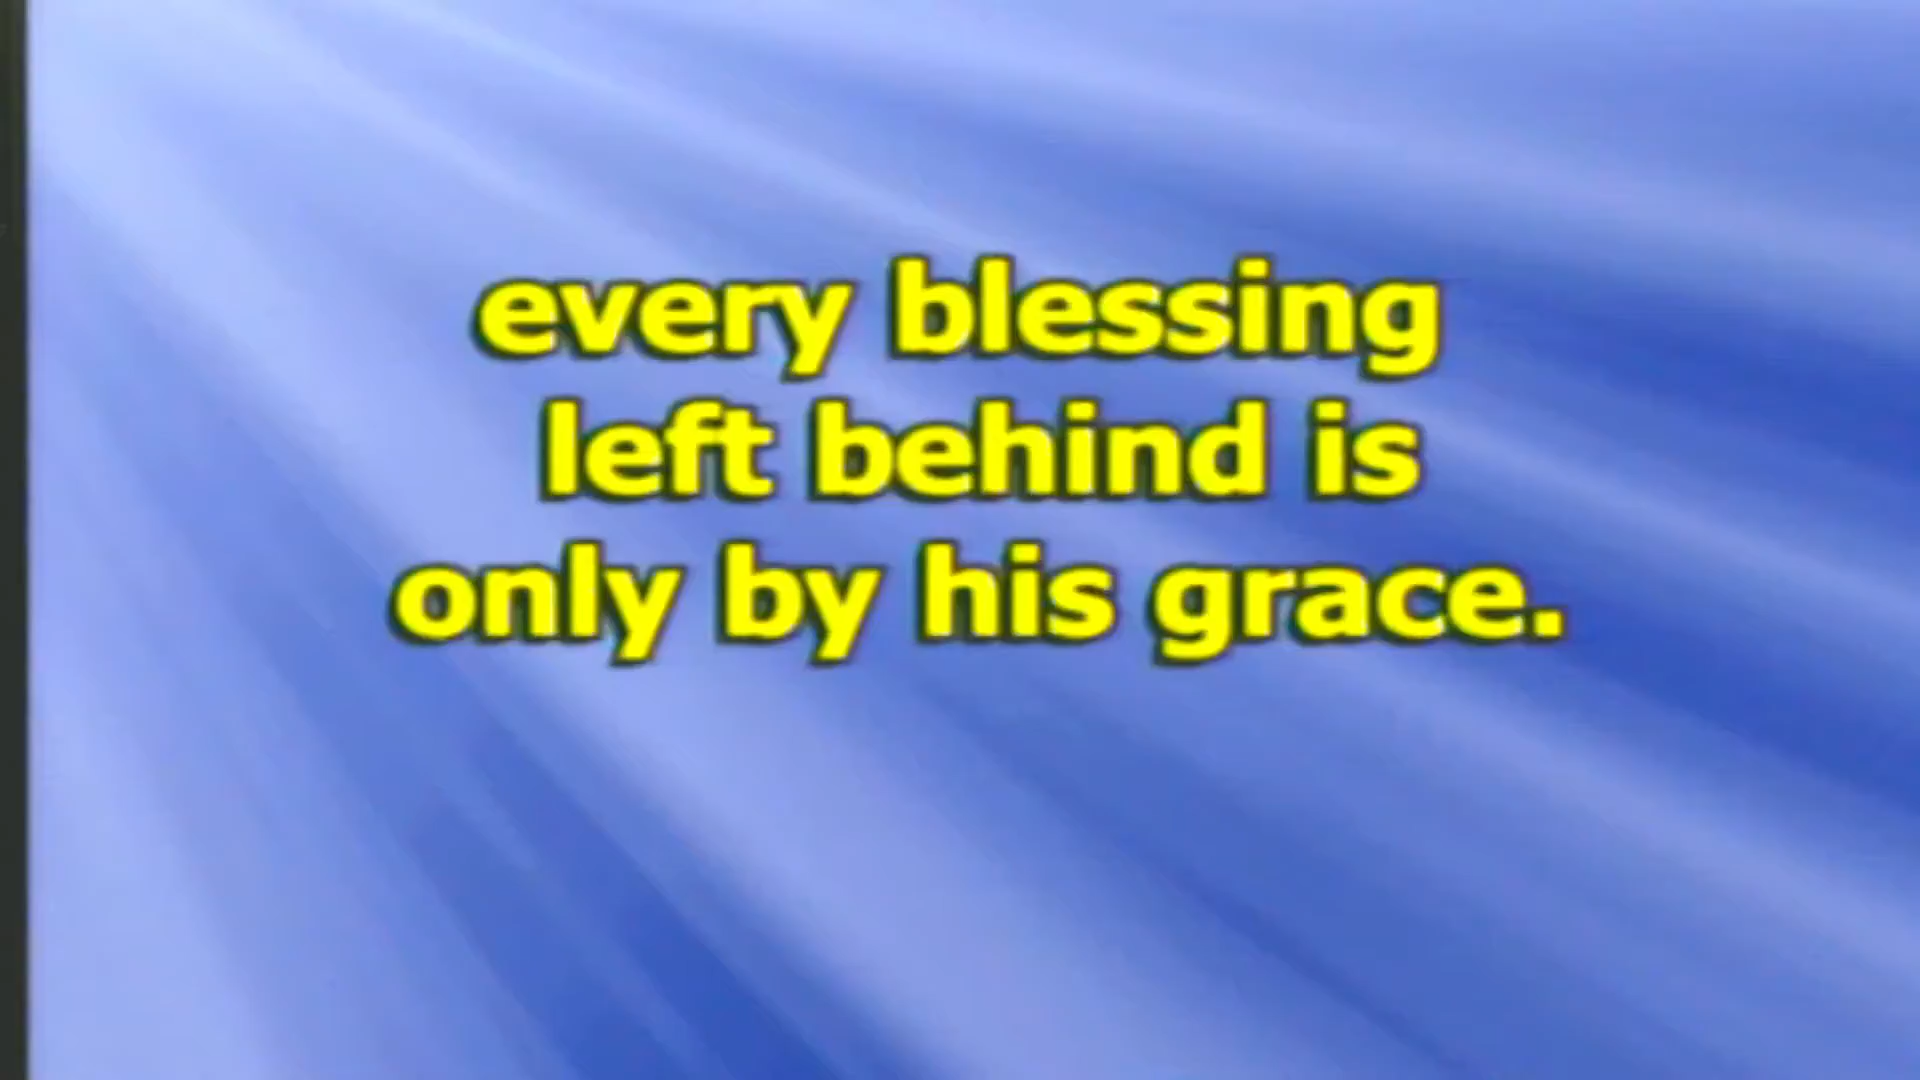 every blessing
left behind is
only by his grace.